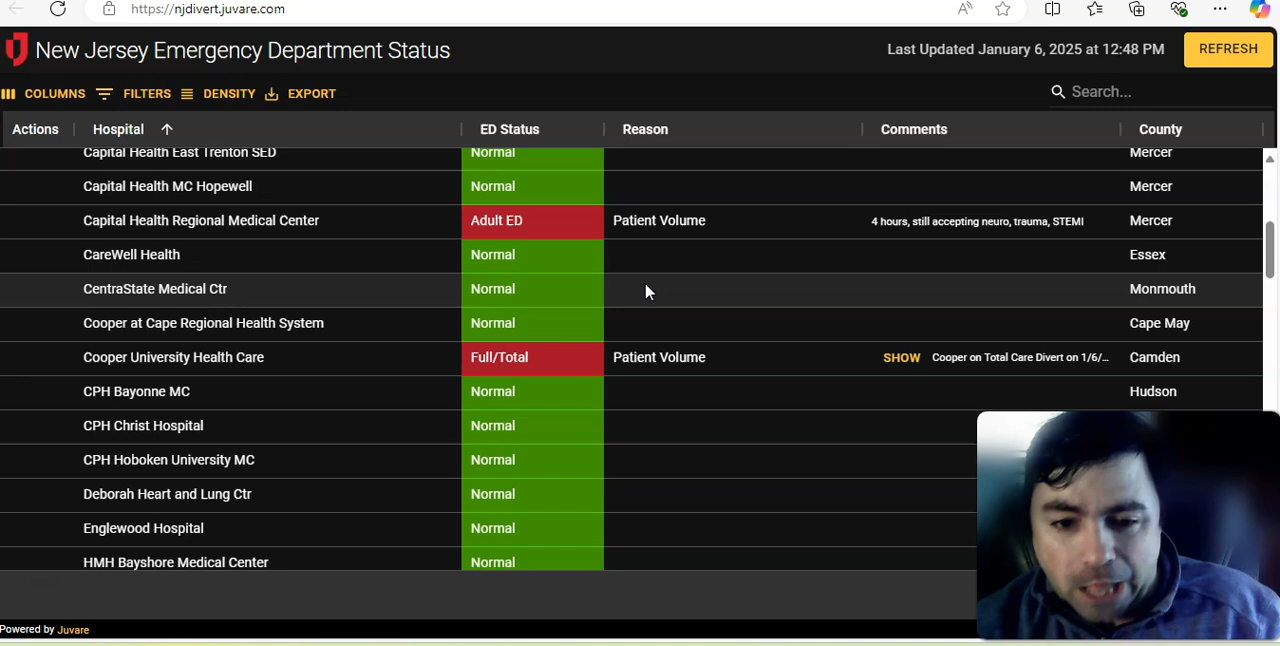 https://njdivert.juvare.com
New Jersey Emergency Department Status
Last Updated January 6, 2025 at 12:48 PM
REFRESH
COLUMNS FILTERS DENSITY EXPORT
Search...
Actions Hospital ED Status Reason Comments County
Capital Health East Trenton SED Normal Mercer
Capital Health MC Hopewell Normal Mercer
Capital Health Regional Medical Center Adult ED Patient Volume 4 hours, still accepting neuro, trauma, STEMI Mercer
CareWell Health Normal Essex
CentraState Medical Ctr Normal Monmouth
Cooper at Cape Regional Health System Normal Cape May
Cooper University Health Care Full/Total Patient Volume SHOW Cooper on Total Care Divert on 1/6/... Camden
CPH Bayonne MC Normal Hudson
CPH Christ Hospital Normal
CPH Hoboken University MC Normal
Deborah Heart and Lung Ctr Normal
Englewood Hospital Normal
HMH Bayshore Medical Center Normal
Powered by Juvare